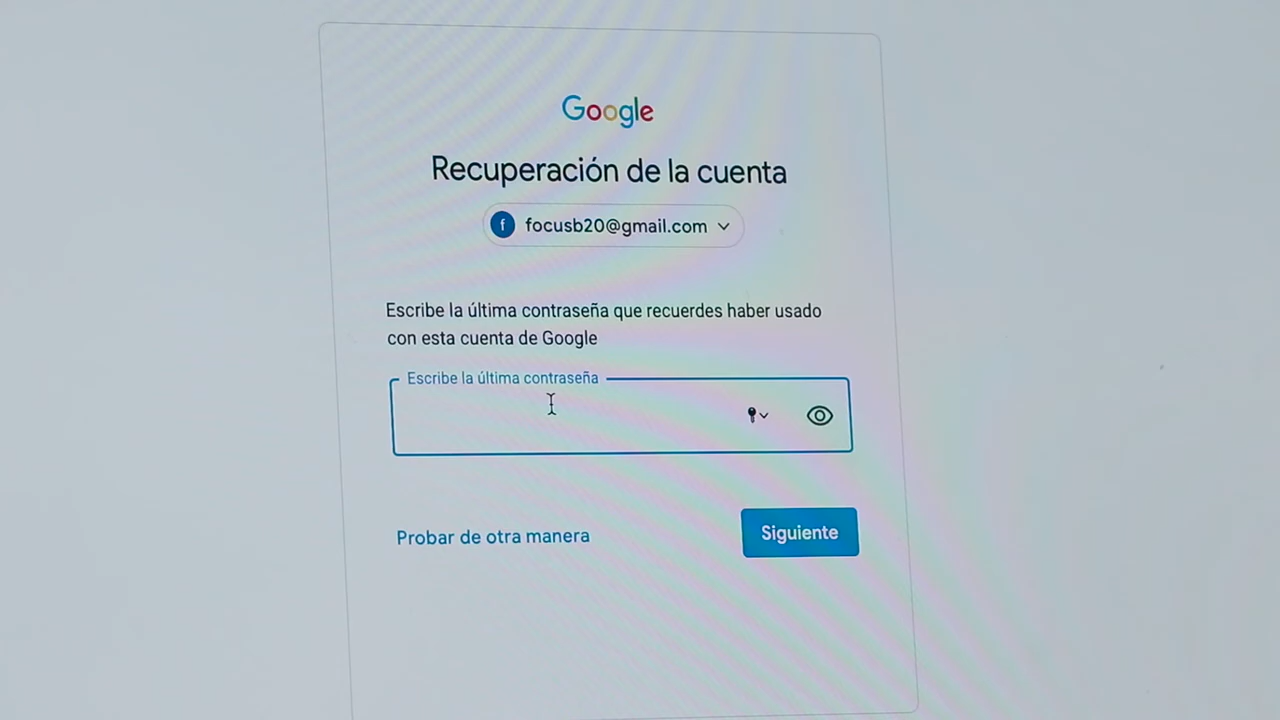 Google
Recuperación de la cuenta
f focusb20@gmail.com
Escribe la última contraseña que recuerdes haber usado
con esta cuenta de Google
Escribe la última contraseña
Probar de otra manera
Siguiente